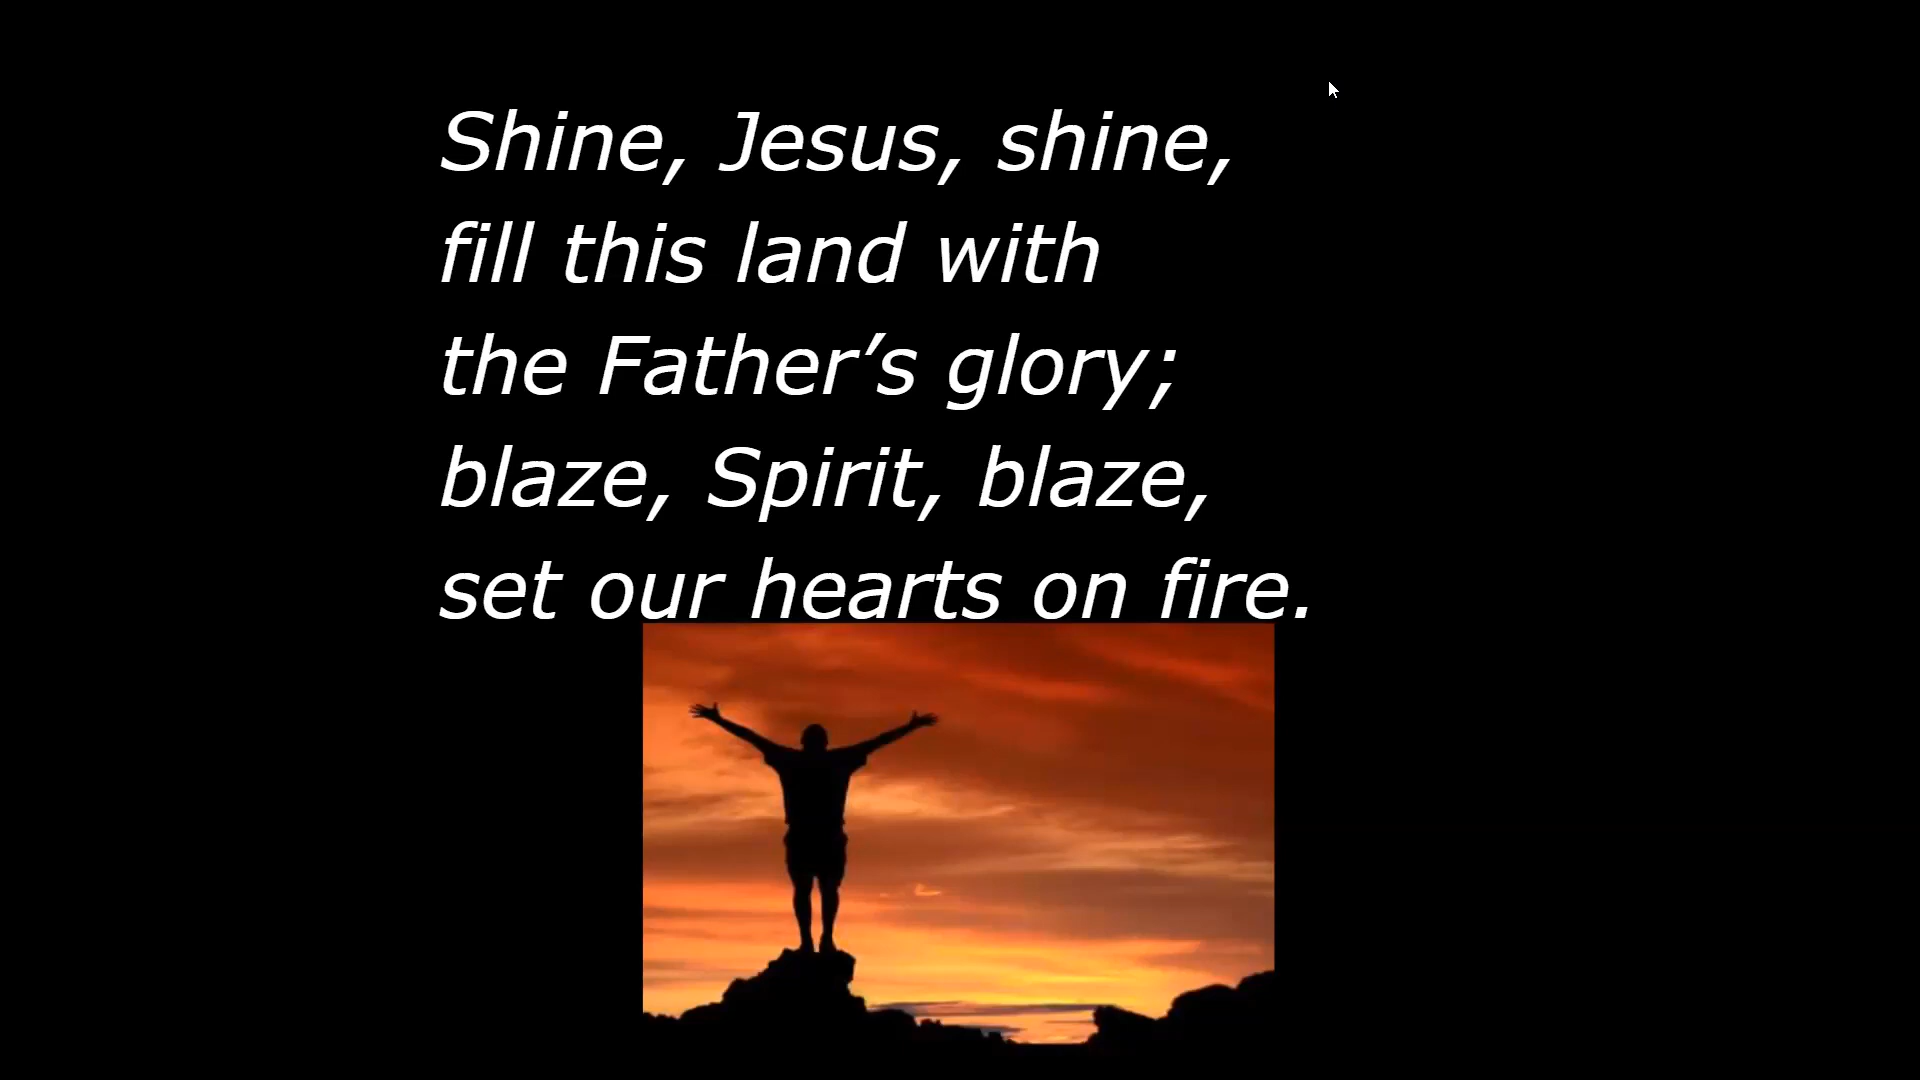 Shine, Jesus, shine,
fill this land with
the Father’s glory;
blaze, Spirit, blaze,
set our hearts on fire.